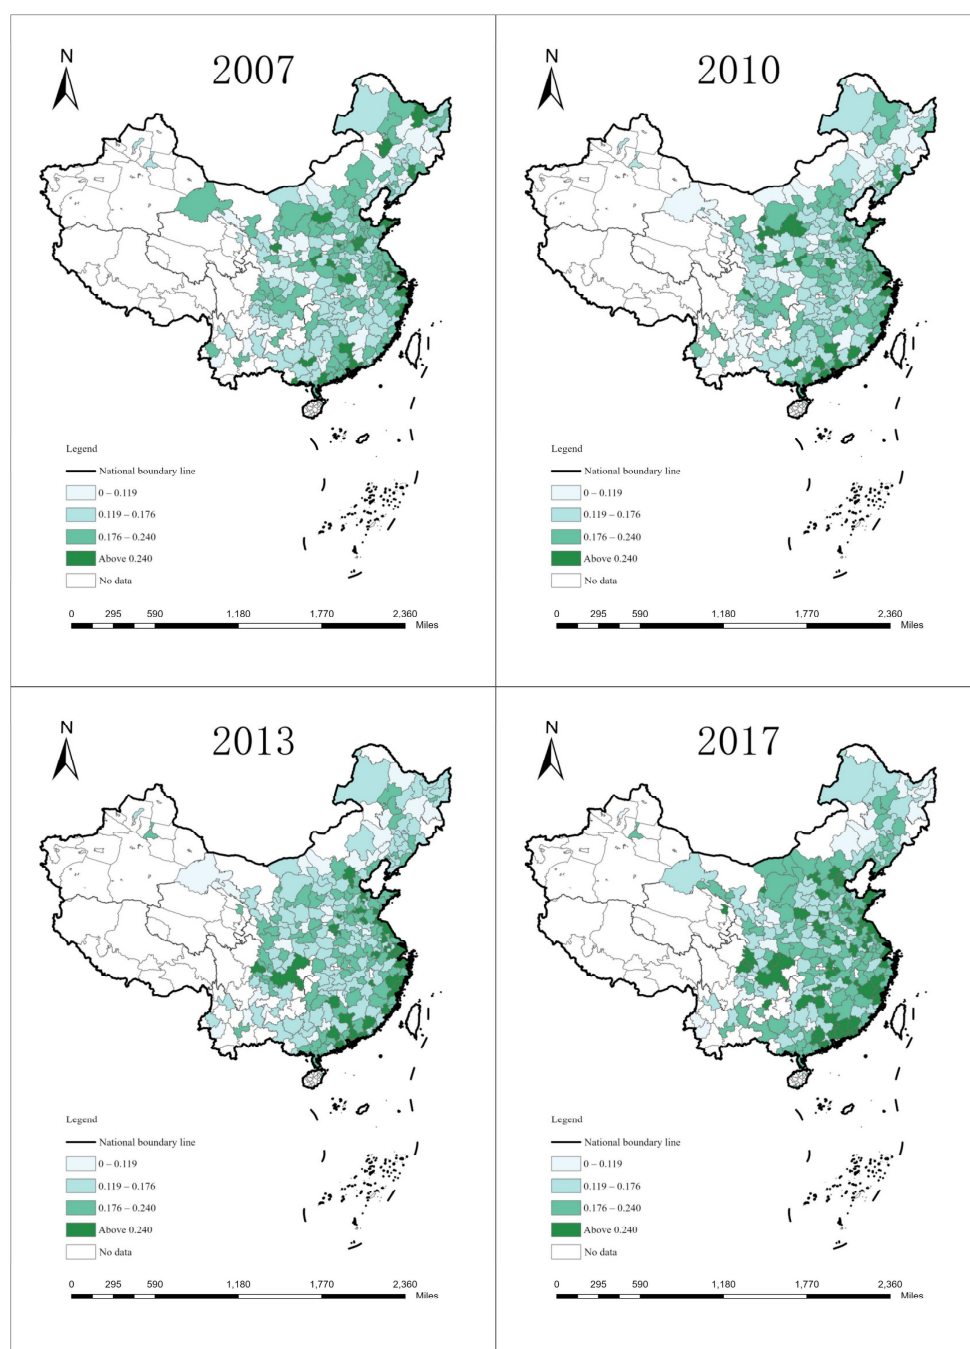 N
2007
Legend
National boundary line
0 – 0.119
0.119 – 0.176
0.176 – 0.240
Above 0.240
No data
0 295 590 1,180 1,770 2,360
Miles
N
2010
Legend
National boundary line
0 – 0.119
0.119 – 0.176
0.176 – 0.240
Above 0.240
No data
0 295 590 1,180 1,770 2,360
Miles
N
2013
Legend
National boundary line
0 – 0.119
0.119 – 0.176
0.176 – 0.240
Above 0.240
No data
0 295 590 1,180 1,770 2,360
Miles
N
2017
Legend
National boundary line
0 – 0.119
0.119 – 0.176
0.176 – 0.240
Above 0.240
No data
0 295 590 1,180 1,770 2,360
Miles